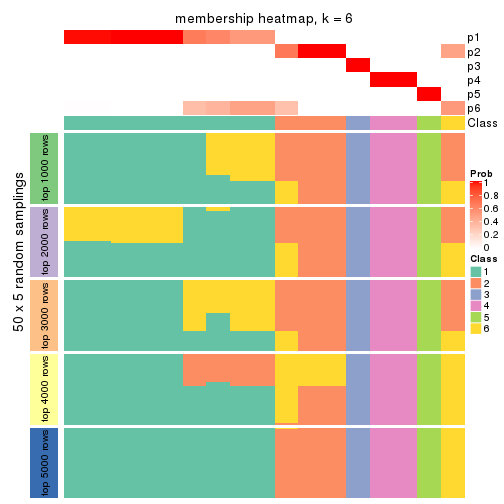 membership heatmap, k = 6
p1
p2
p3
p4
p5
p6
Class
50 x 5 random samplings
top 1000 rows
top 2000 rows
top 3000 rows
top 4000 rows
top 5000 rows
Prob
1
0.8
0.6
0.4
0.2
0
Class
1
2
3
4
5
6